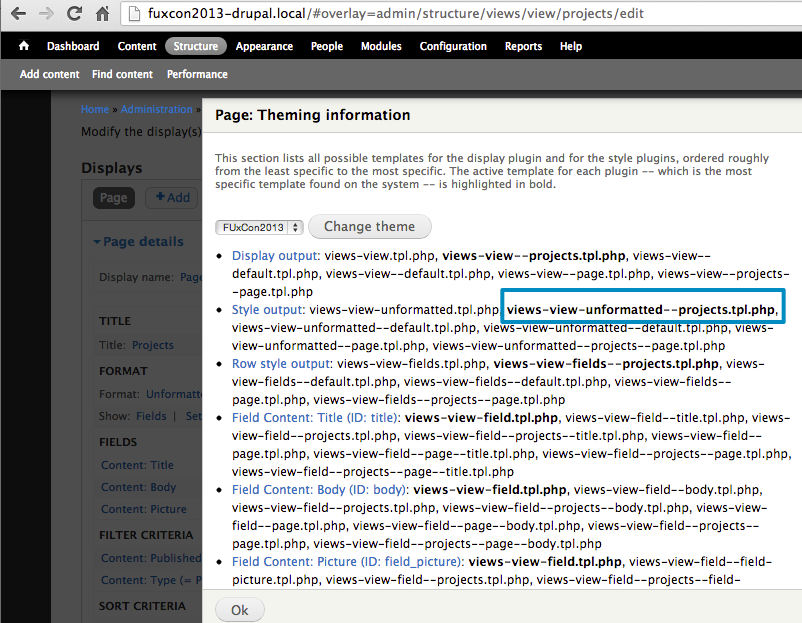 fuxcon2013-drupal.local/#overlay=admin/structure/views/view/projects/edit
Dashboard Content Structure Appearance People Modules Configuration Reports Help
Add content Find content Performance
Home » Administration »
Modify the display(s)
Displays
Page + Add
Page details
Display name: Page
TITLE
Title: Projects
FORMAT
Format: Unformatted
Show: Fields | Set
FIELDS
Content: Title
Content: Body
Content: Picture
FILTER CRITERIA
Content: Published
Content: Type (= P
SORT CRITERIA
Page: Theming information
This section lists all possible templates for the display plugin and for the style plugins, ordered roughly
from the least specific to the most specific. The active template for each plugin -- which is the most
specific template found on the system -- is highlighted in bold.
FUxCon2013 Change theme
• Display output: views-view.tpl.php, views-view--projects.tpl.php, views-view--
default.tpl.php, views-view--default.tpl.php, views-view--page.tpl.php, views-view--projects-
-page.tpl.php
• Style output: views-view-unformatted.tpl.php, views-view-unformatted--projects.tpl.php,
views-view-unformatted--default.tpl.php, views-view-unformatted--default.tpl.php, views-
view-unformatted--page.tpl.php, views-view-unformatted--projects--page.tpl.php
• Row style output: views-view-fields.tpl.php, views-view-fields--projects.tpl.php, views-
view-fields--default.tpl.php, views-view-fields--default.tpl.php, views-view-fields--
page.tpl.php, views-view-fields--projects--page.tpl.php
• Field Content: Title (ID: title): views-view-field.tpl.php, views-view-field--title.tpl.php, views-
view-field--projects.tpl.php, views-view-field--projects--title.tpl.php, views-view-field--
page.tpl.php, views-view-field--page--title.tpl.php, views-view-field--projects--page.tpl.php,
views-view-field--projects--page--title.tpl.php
• Field Content: Body (ID: body): views-view-field.tpl.php, views-view-field--body.tpl.php,
views-view-field--projects.tpl.php, views-view-field--projects--body.tpl.php, views-view-
field--page.tpl.php, views-view-field--page--body.tpl.php, views-view-field--projects--
page.tpl.php, views-view-field--projects--page--body.tpl.php
• Field Content: Picture (ID: field_picture): views-view-field.tpl.php, views-view-field--field-
picture.tpl.php, views-view-field--projects.tpl.php, views-view-field--projects--field-
Ok